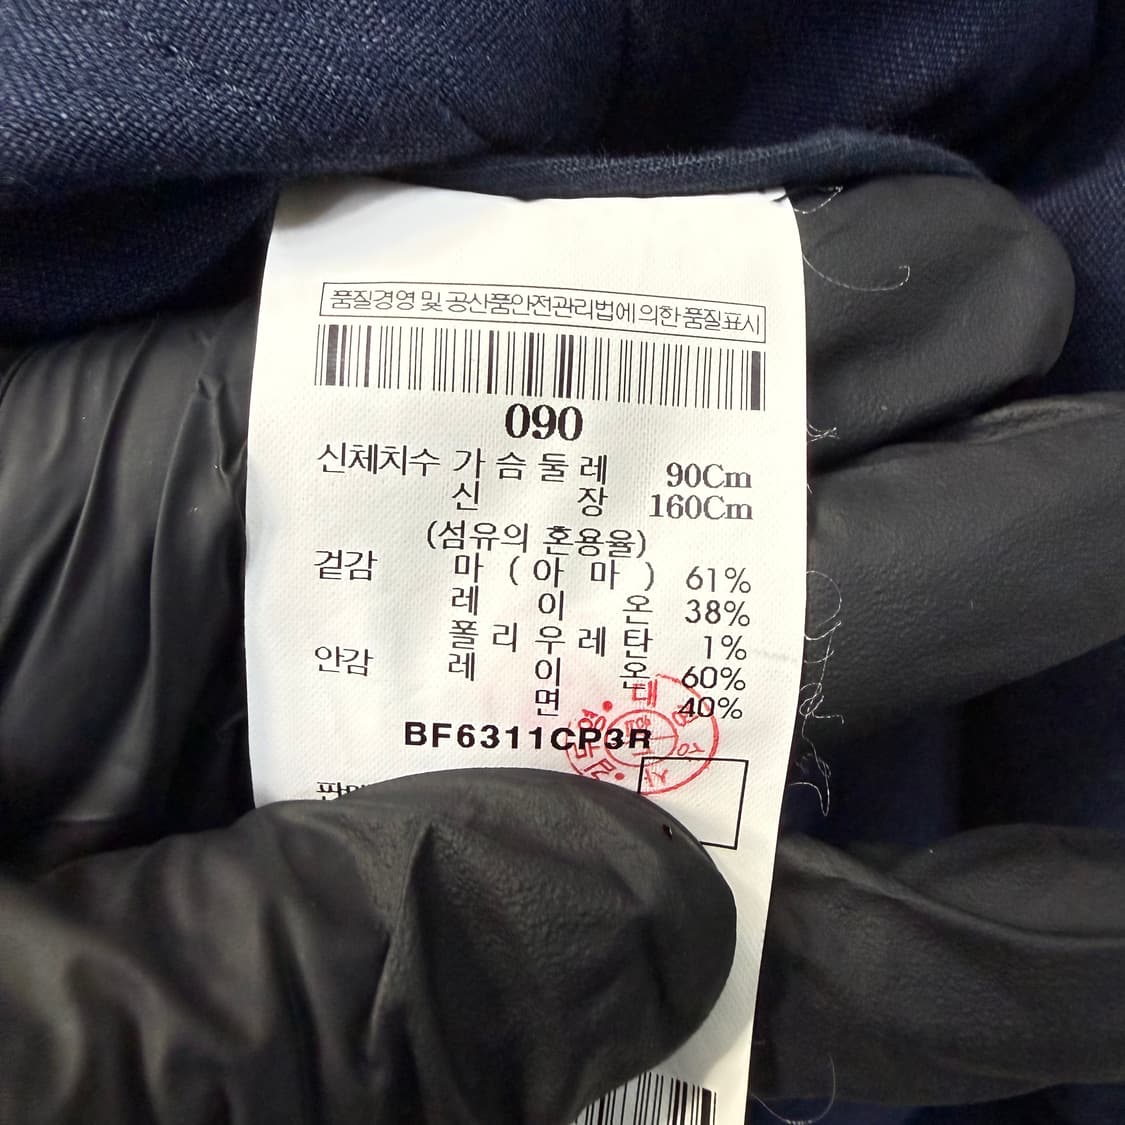 품질경영 및 공산품안전관리법에 의한 품질표시
090
신체치수 가 슴 둘 레 90Cm
신 장 160Cm
(섬유의 혼용율)
겉감 마 ( 아 마 ) 61%
레 이 온 38%
폴 리 우 레 탄 1%
안감 레 이 온 60%
면 40%
BF6311CP3R